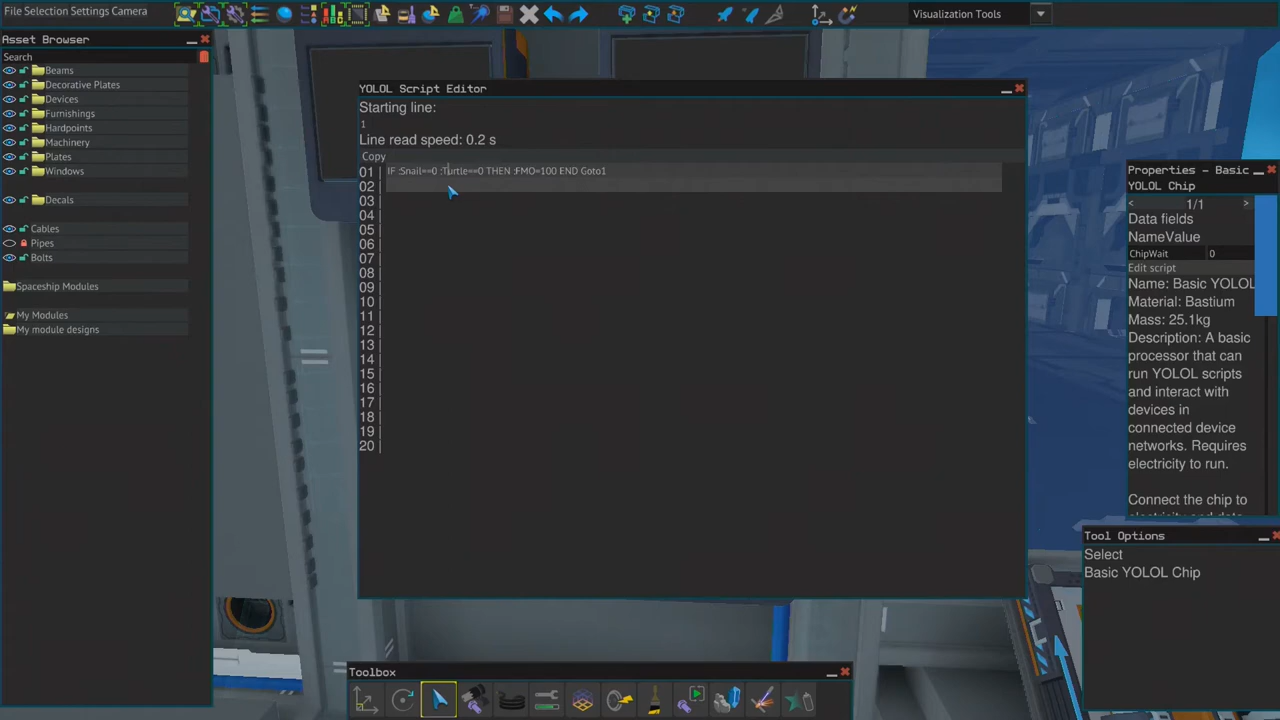 File Selection Settings Camera
Visualization Tools
Asset Browser
Search
Beams
Decorative Plates
Devices
Furnishings
Hardpoints
Machinery
Plates
Windows
Decals
Cables
Pipes
Bolts
Spaceship Modules
My Modules
My module designs
YOLOL Script Editor
Starting line:
1
Line read speed: 0.2 s
Copy
01 IF :Snail==0 :Turtle==0 THEN :FMO=100 END Goto1
02
03
04
05
06
07
08
09
10
11
12
13
14
15
16
17
18
19
20
Properties - Basic
YOLOL Chip
< 1/1 >
Data fields
NameValue
ChipWait 0
Edit script
Name: Basic YOLOL
Material: Bastium
Mass: 25.1kg
Description: A basic
processor that can
run YOLOL scripts
and interact with
devices in
connected device
networks. Requires
electricity to run.
Connect the chip to
electricity and data
Tool Options
Select
Basic YOLOL Chip
Toolbox